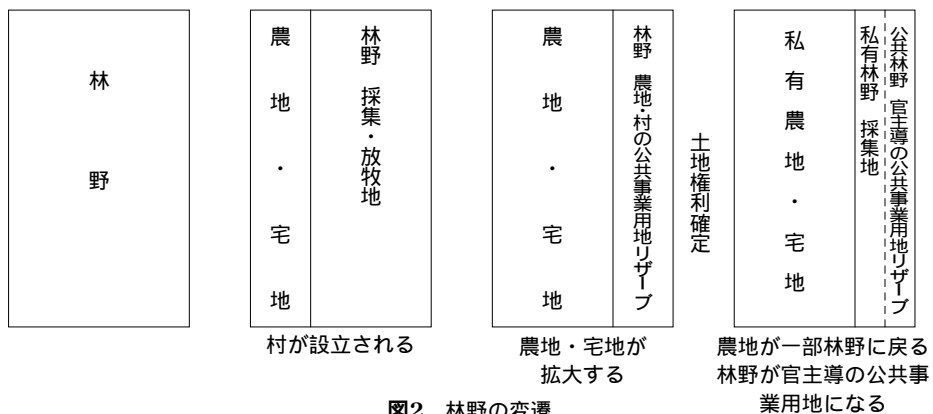 林野
農地・宅地
林野 採集・放牧地
村が設立される
農地・宅地
林野 農地・村の公共事業用地リザーブ
農地・宅地が
拡大する
土地権利確定
私有農地・宅地
私有林野 採集地
公共林野 官主導の公共事業用地リザーブ
農地が一部林野に戻る
林野が官主導の公共事
業用地になる
図2 林野の変遷